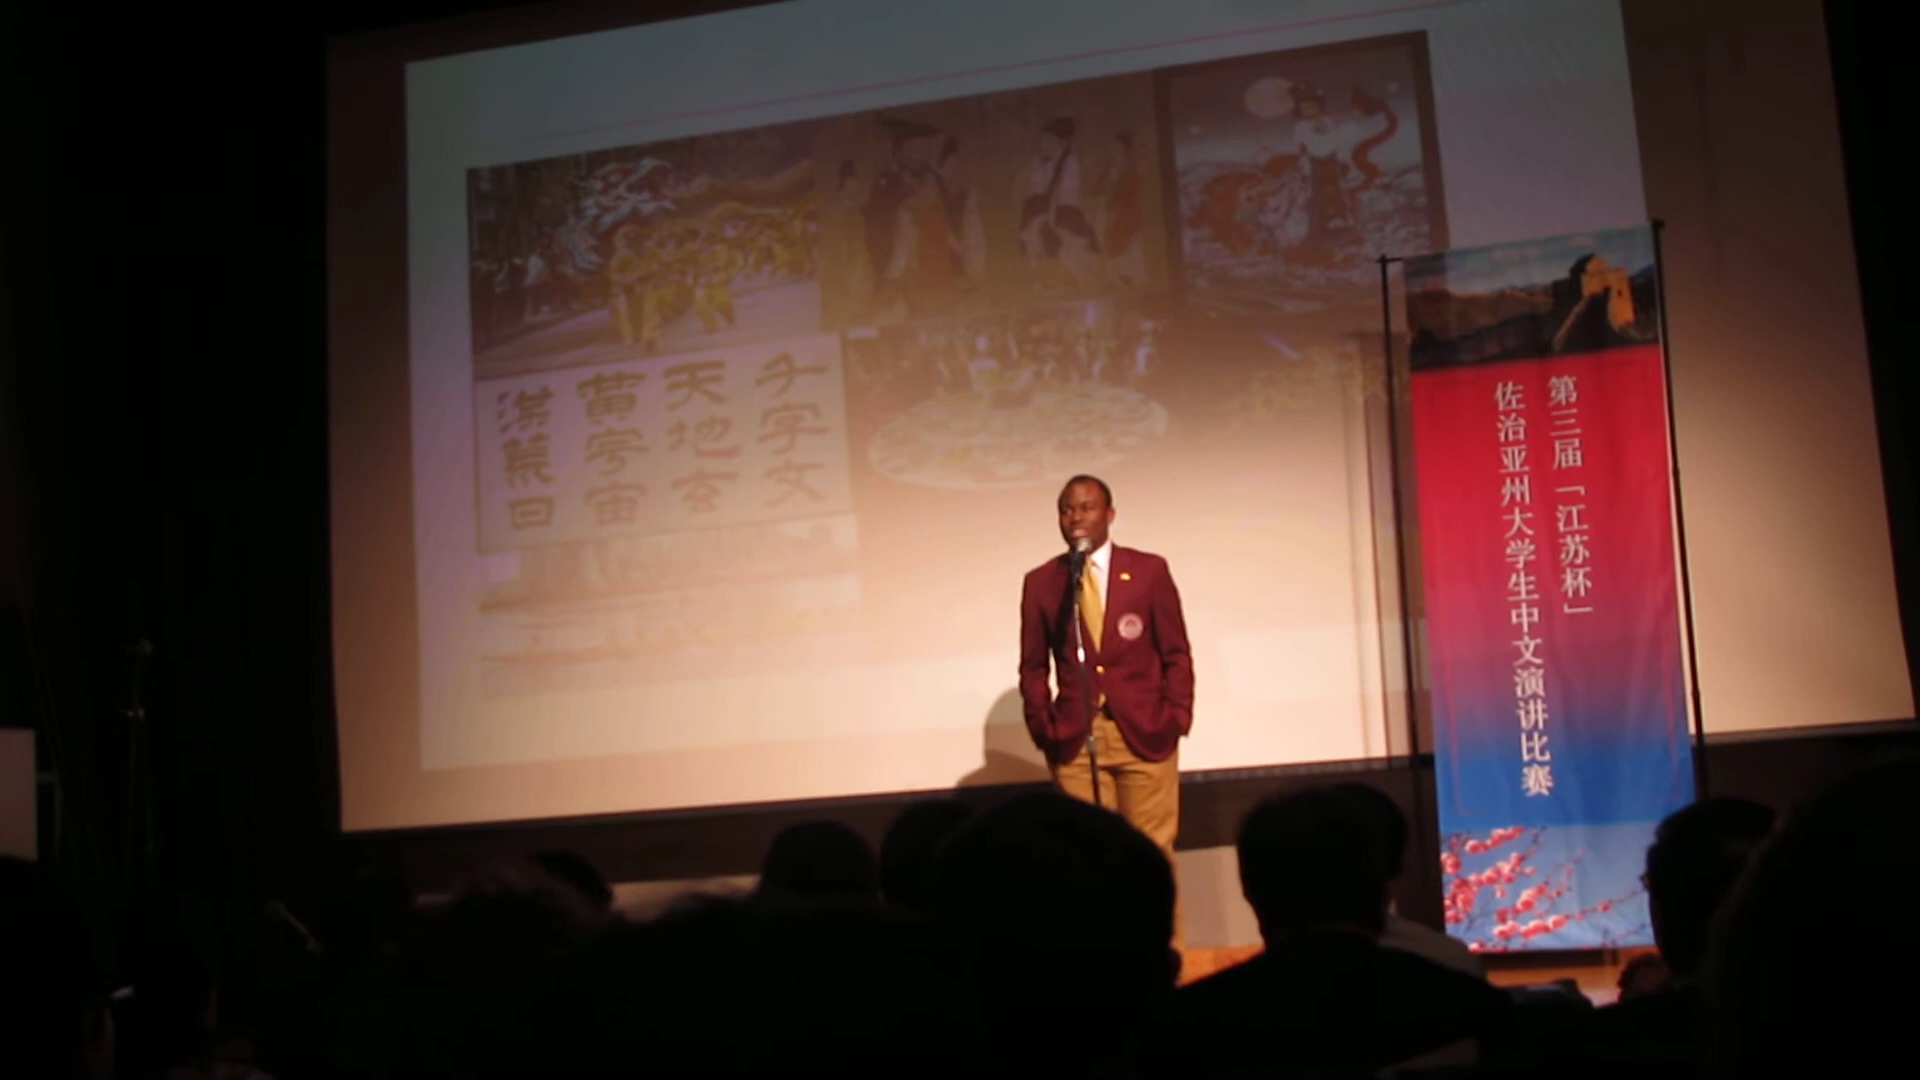 千字文
天地玄
黄宇宙
洪荒日
第三届「江苏杯」
佐治亚州大学生中文演讲比赛